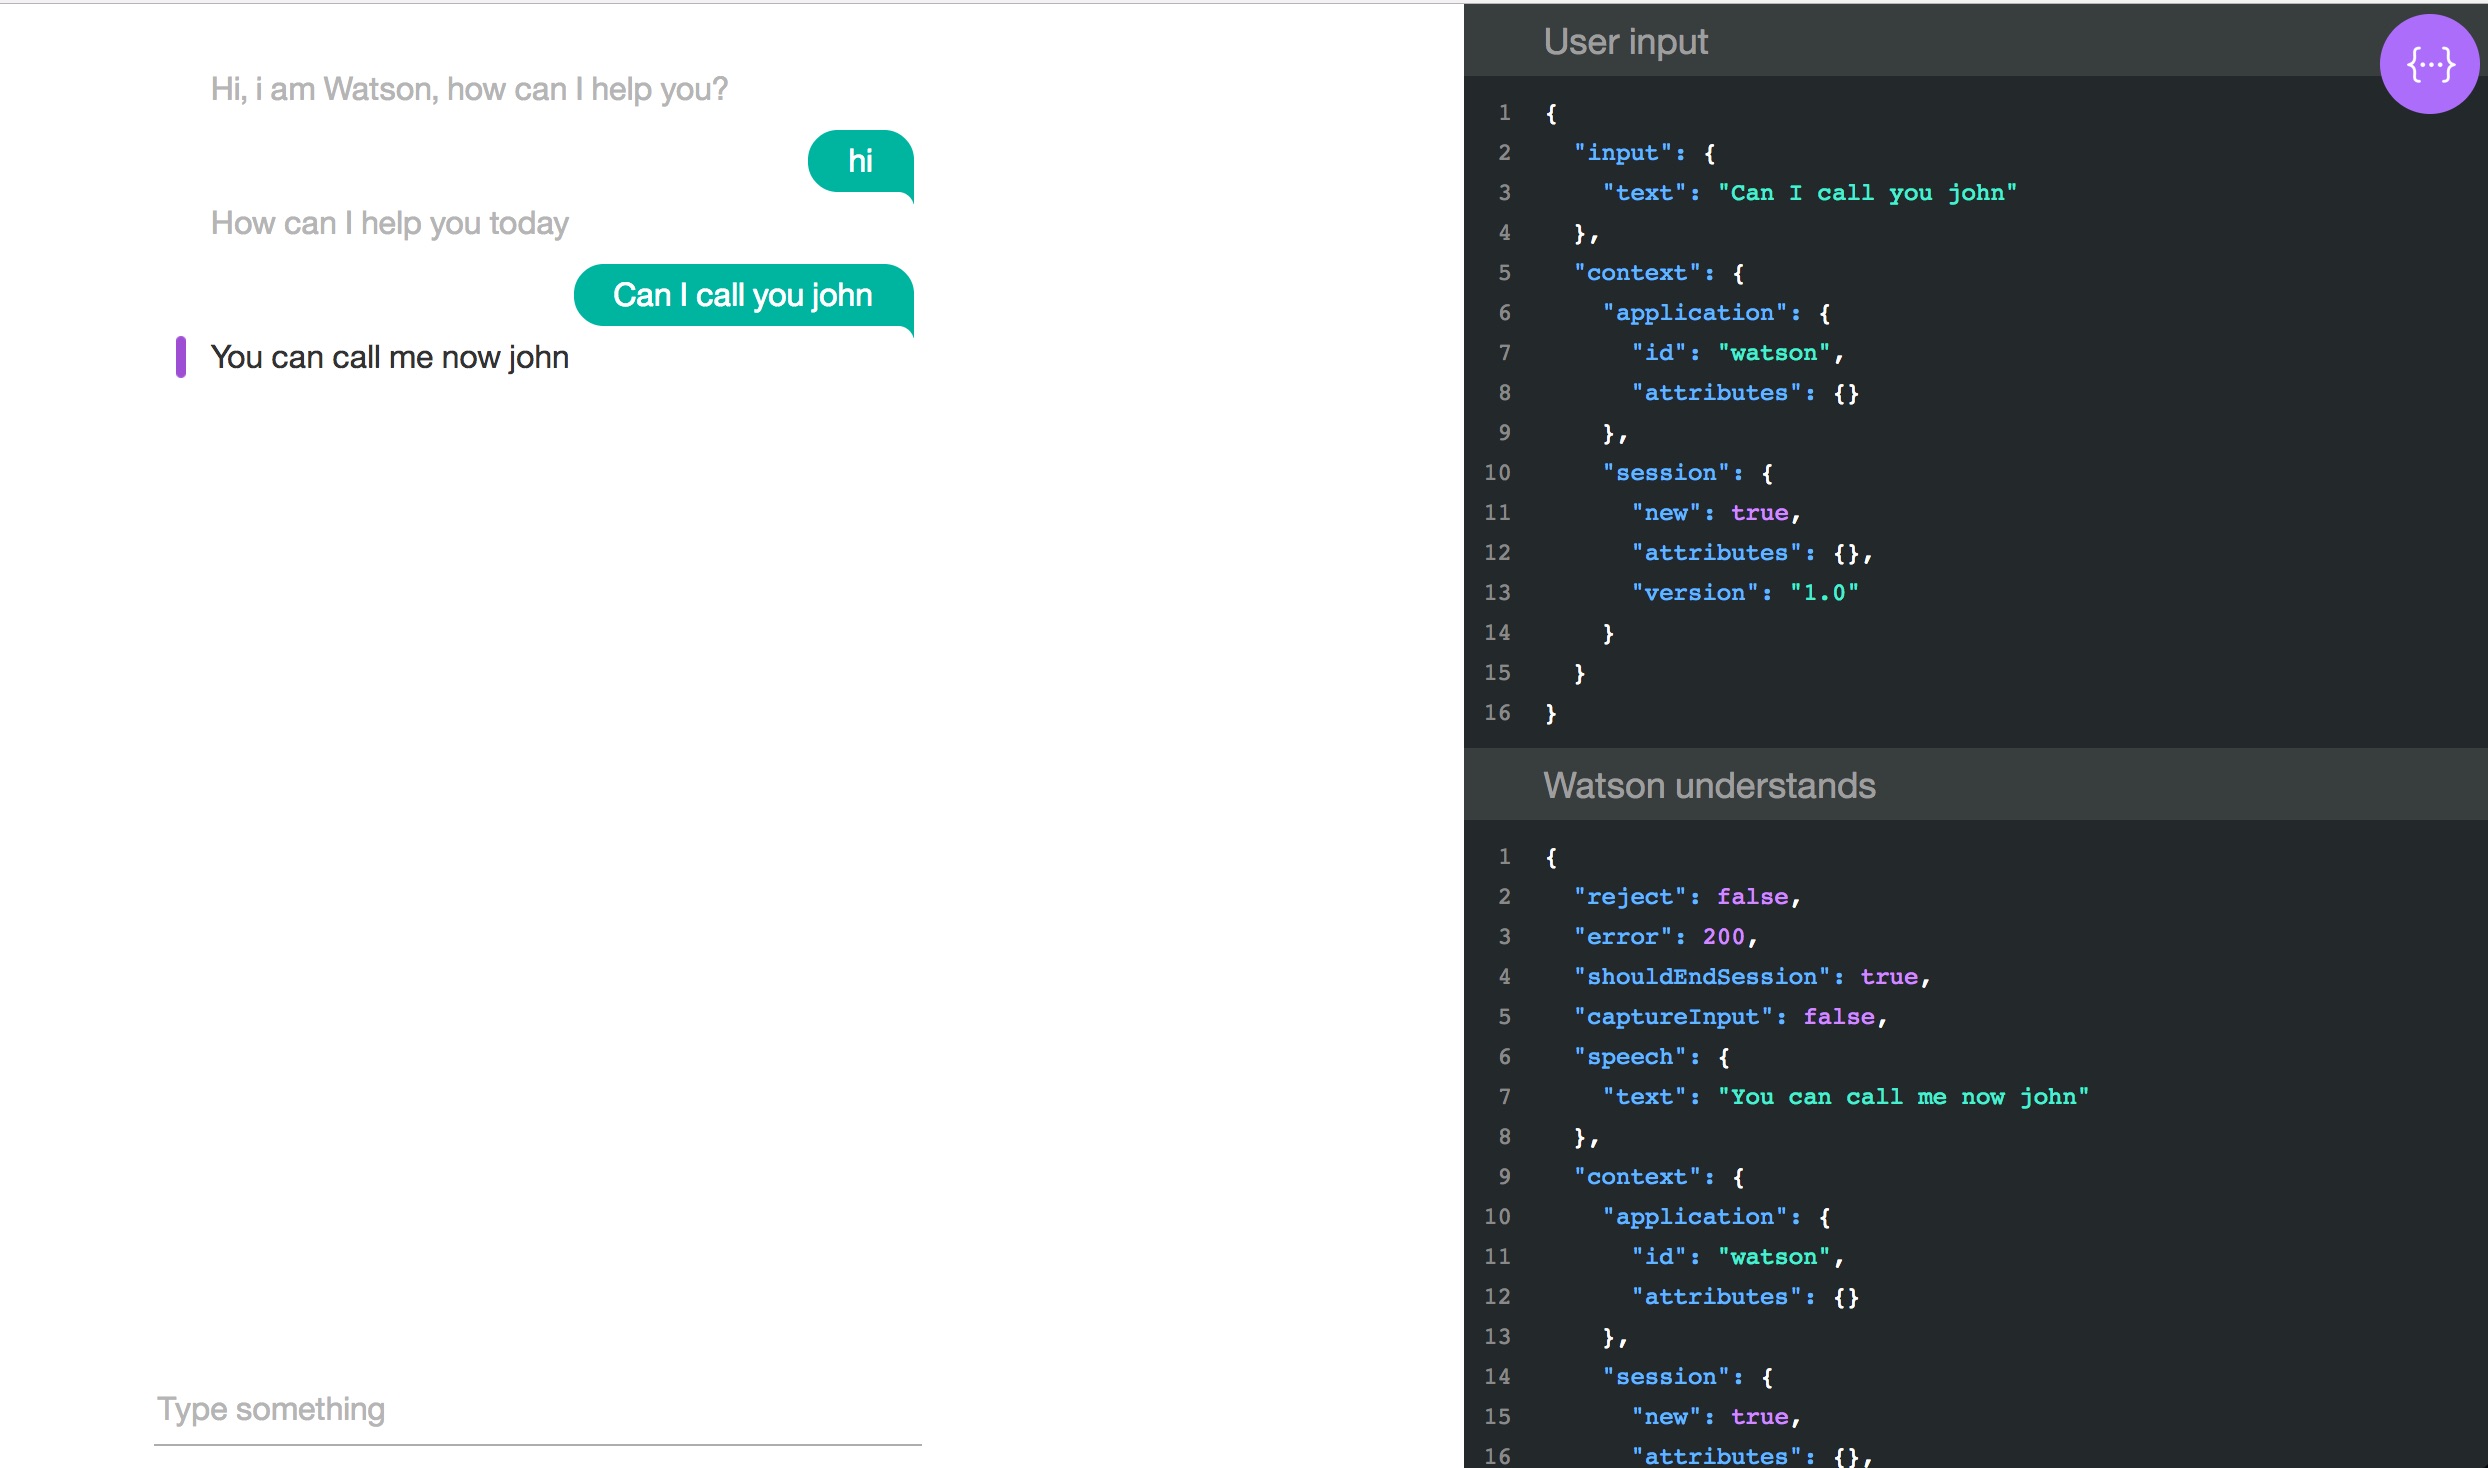 Hi, i am Watson, how can I help you?
hi
How can I help you today
Can I call you john
You can call me now john
Type something
User input
{···}
1 {
2 "input": {
3 "text": "Can I call you john"
4 },
5 "context": {
6 "application": {
7 "id": "watson",
8 "attributes": {}
9 },
10 "session": {
11 "new": true,
12 "attributes": {},
13 "version": "1.0"
14 }
15 }
16 }
Watson understands
1 {
2 "reject": false,
3 "error": 200,
4 "shouldEndSession": true,
5 "captureInput": false,
6 "speech": {
7 "text": "You can call me now john"
8 },
9 "context": {
10 "application": {
11 "id": "watson",
12 "attributes": {}
13 },
14 "session": {
15 "new": true,
16 "attributes": {},